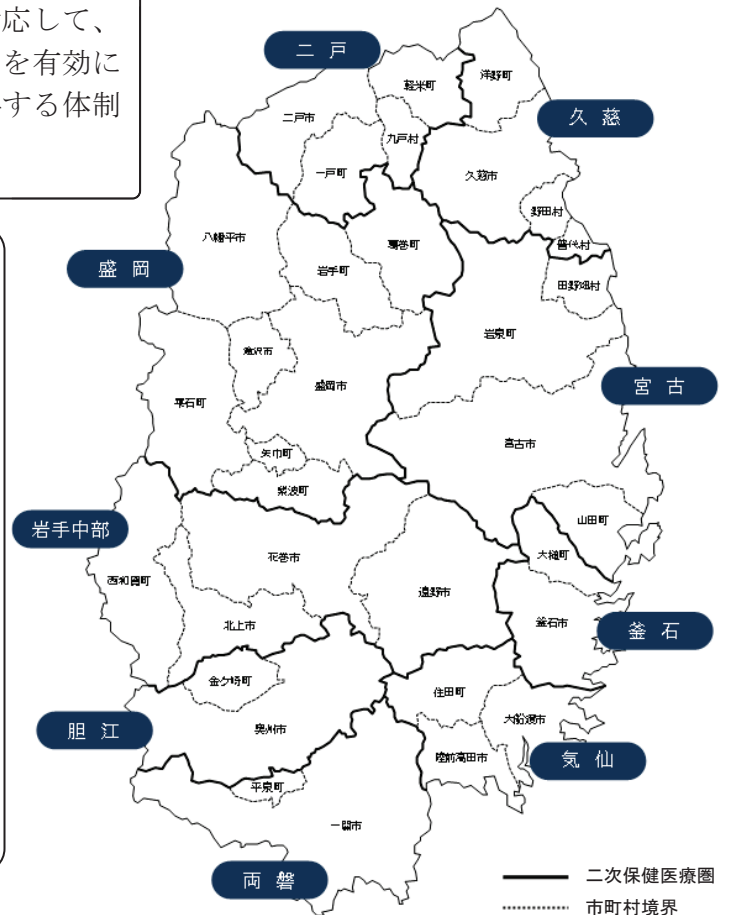 応して、
を有効に
する体制
二戸
軽米町
洋野町
二戸市
九戸村
久慈
一戸町
久慈市
野田村
普代村
八幡平市
葛巻町
盛岡
岩手町
田野畑村
岩泉町
滝沢市
盛岡市
雫石町
宮古
宮古市
矢巾町
紫波町
山田町
岩手中部
大槌町
花巻市
西和賀町
遠野市
釜石市
釜石
北上市
金ケ崎町
住田町
胆江
奥州市
大船渡市
陸前高田市
気仙
平泉町
一関市
両磐
二次保健医療圏
市町村境界